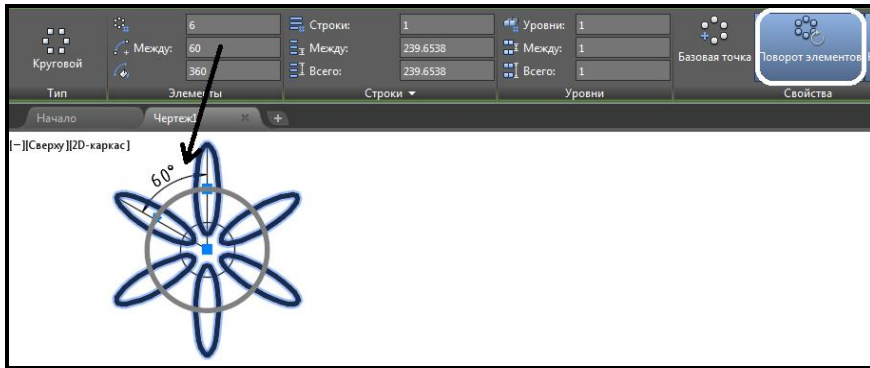 6 Строки: 1 Уровни: 1
Между: 60 Между: 239.6538 Между: 1
Круговой 360 Всего: 239.6538 Всего: 1 Базовая точка Поворот элементов
Тип Элементы Строки Уровни Свойства
Начало Чертеж1
[−][Сверху][2D-каркас]
60°